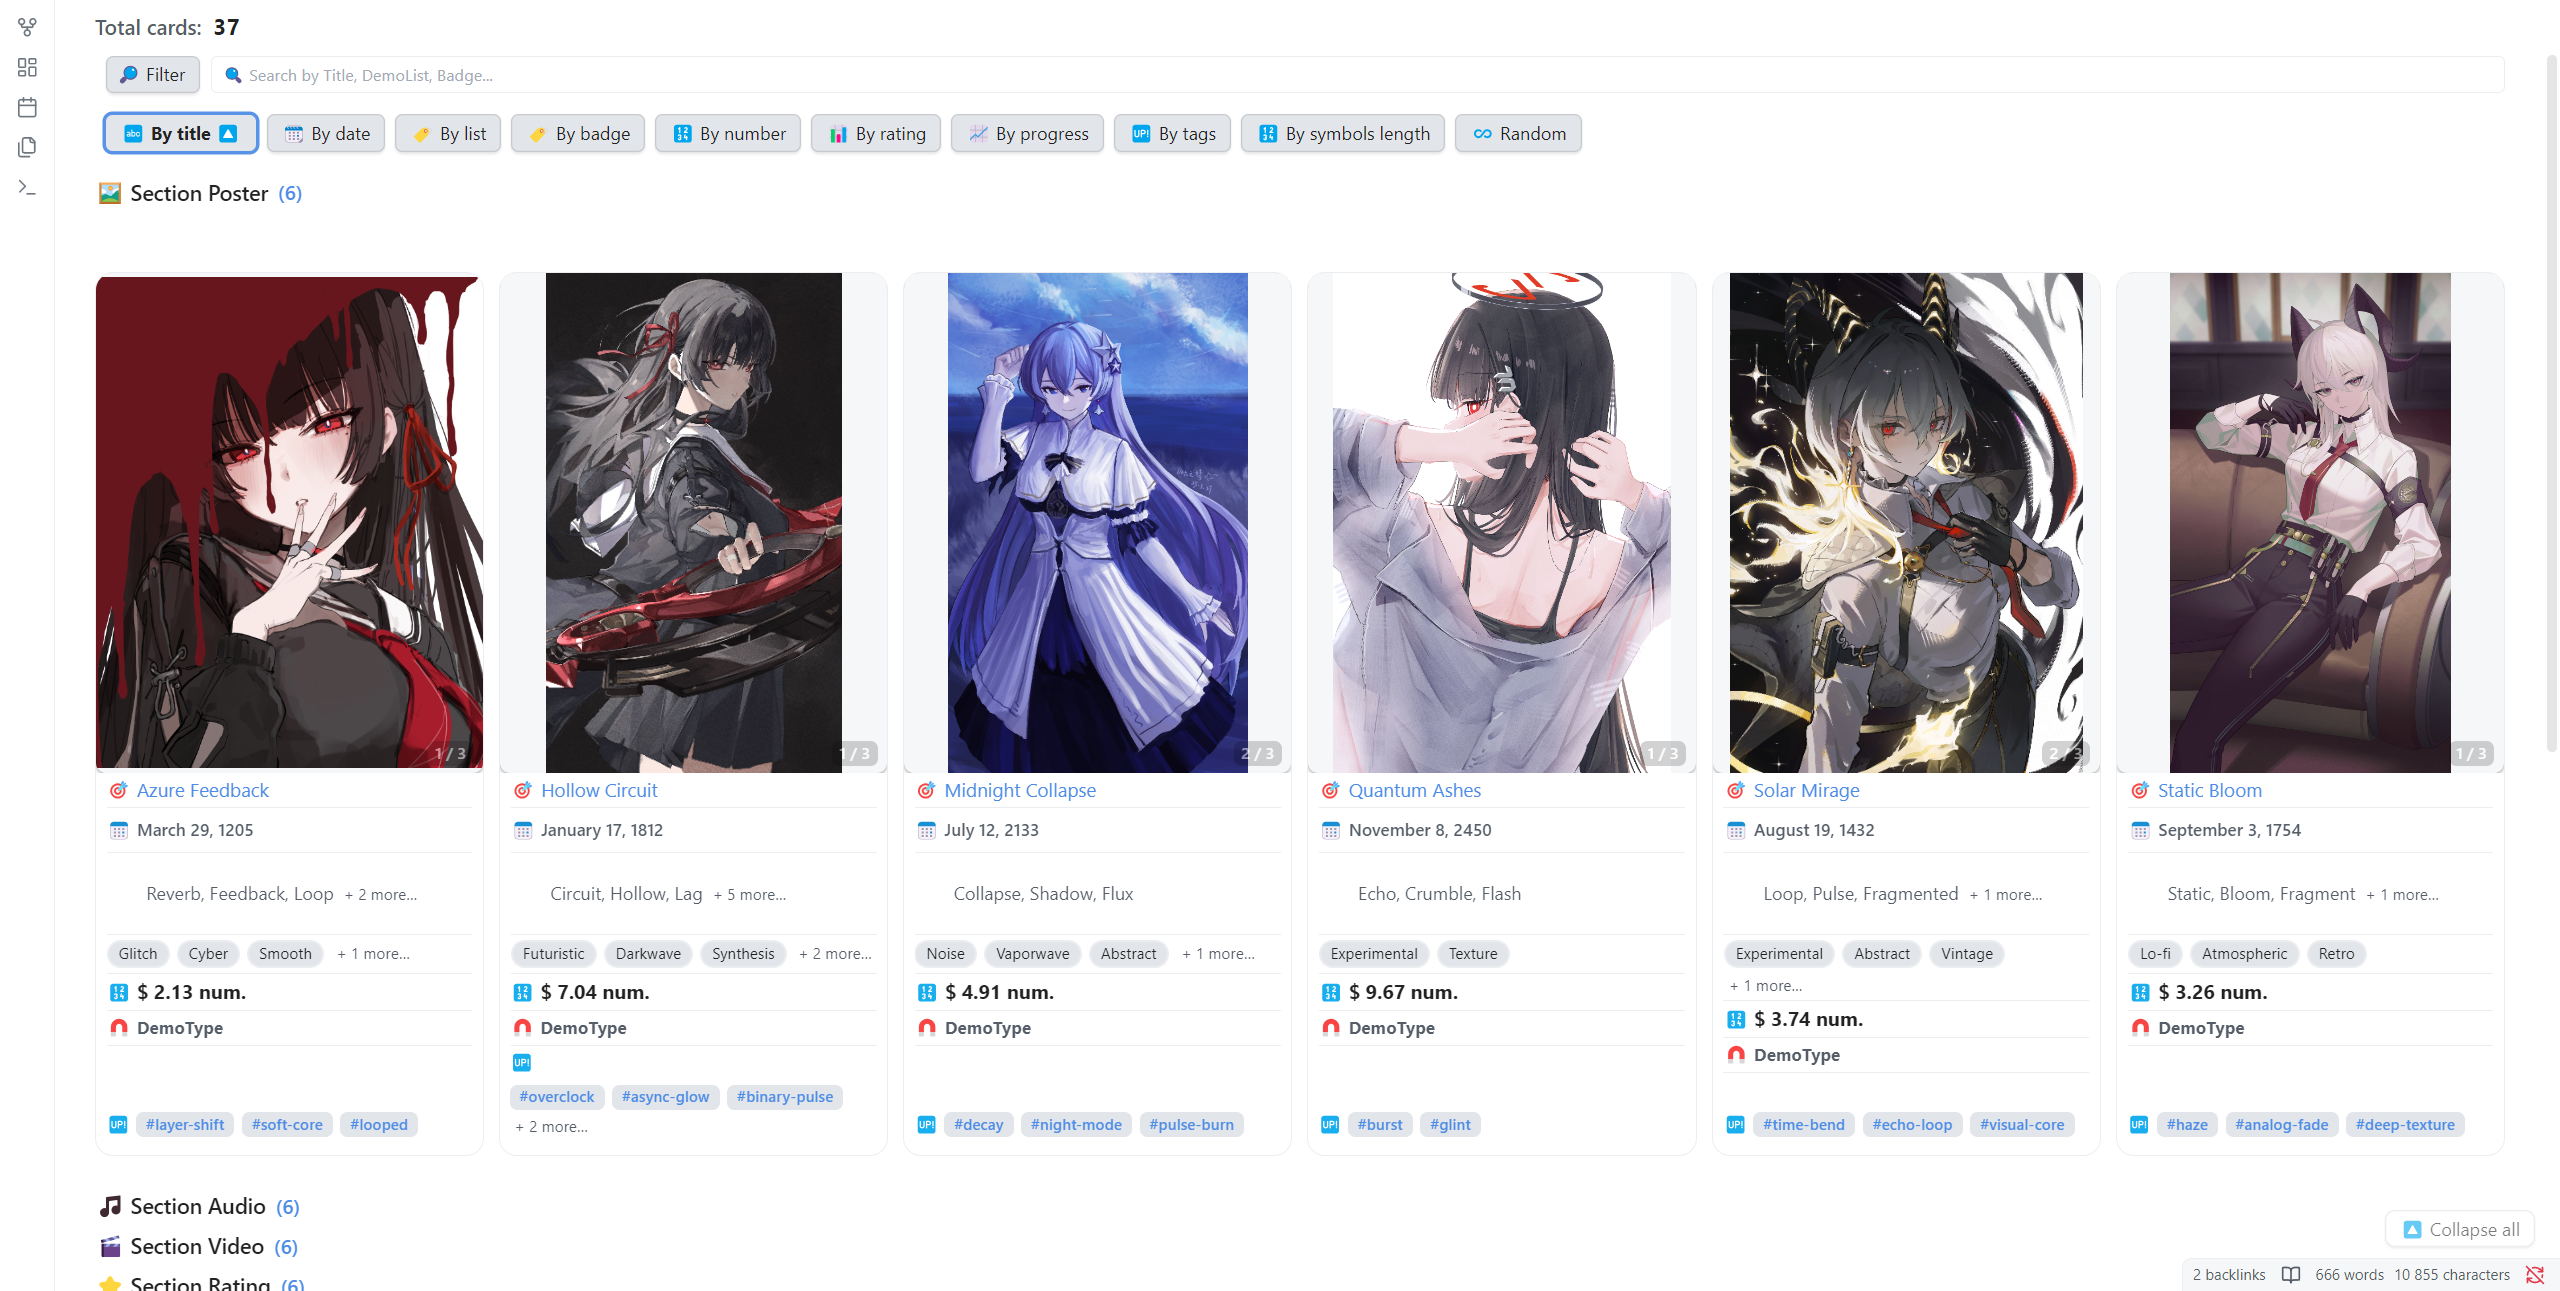 Total cards: 37
Filter
Search by Title, DemoList, Badge...
By title
By date
By list
By badge
By number
By rating
By progress
By tags
By symbols length
Random
Section Poster (6)
1 / 3
Azure Feedback
March 29, 1205
Reverb, Feedback, Loop + 2 more...
Glitch Cyber Smooth + 1 more...
$ 2.13 num.
DemoType
#layer-shift #soft-core #looped
1 / 3
Hollow Circuit
January 17, 1812
Circuit, Hollow, Lag + 5 more...
Futuristic Darkwave Synthesis + 2 more...
$ 7.04 num.
DemoType
#overclock #async-glow #binary-pulse
+ 2 more...
2 / 3
Midnight Collapse
July 12, 2133
Collapse, Shadow, Flux
Noise Vaporwave Abstract + 1 more...
$ 4.91 num.
DemoType
#decay #night-mode #pulse-burn
1 / 3
Quantum Ashes
November 8, 2450
Echo, Crumble, Flash
Experimental Texture
$ 9.67 num.
DemoType
#burst #glint
2 / 3
Solar Mirage
August 19, 1432
Loop, Pulse, Fragmented + 1 more...
Experimental Abstract Vintage
+ 1 more...
$ 3.74 num.
DemoType
#time-bend #echo-loop #visual-core
1 / 3
Static Bloom
September 3, 1754
Static, Bloom, Fragment + 1 more...
Lo-fi Atmospheric Retro
$ 3.26 num.
DemoType
#haze #analog-fade #deep-texture
Section Audio (6)
Section Video (6)
Section Rating (6)
Collapse all
2 backlinks 666 words 10 855 characters